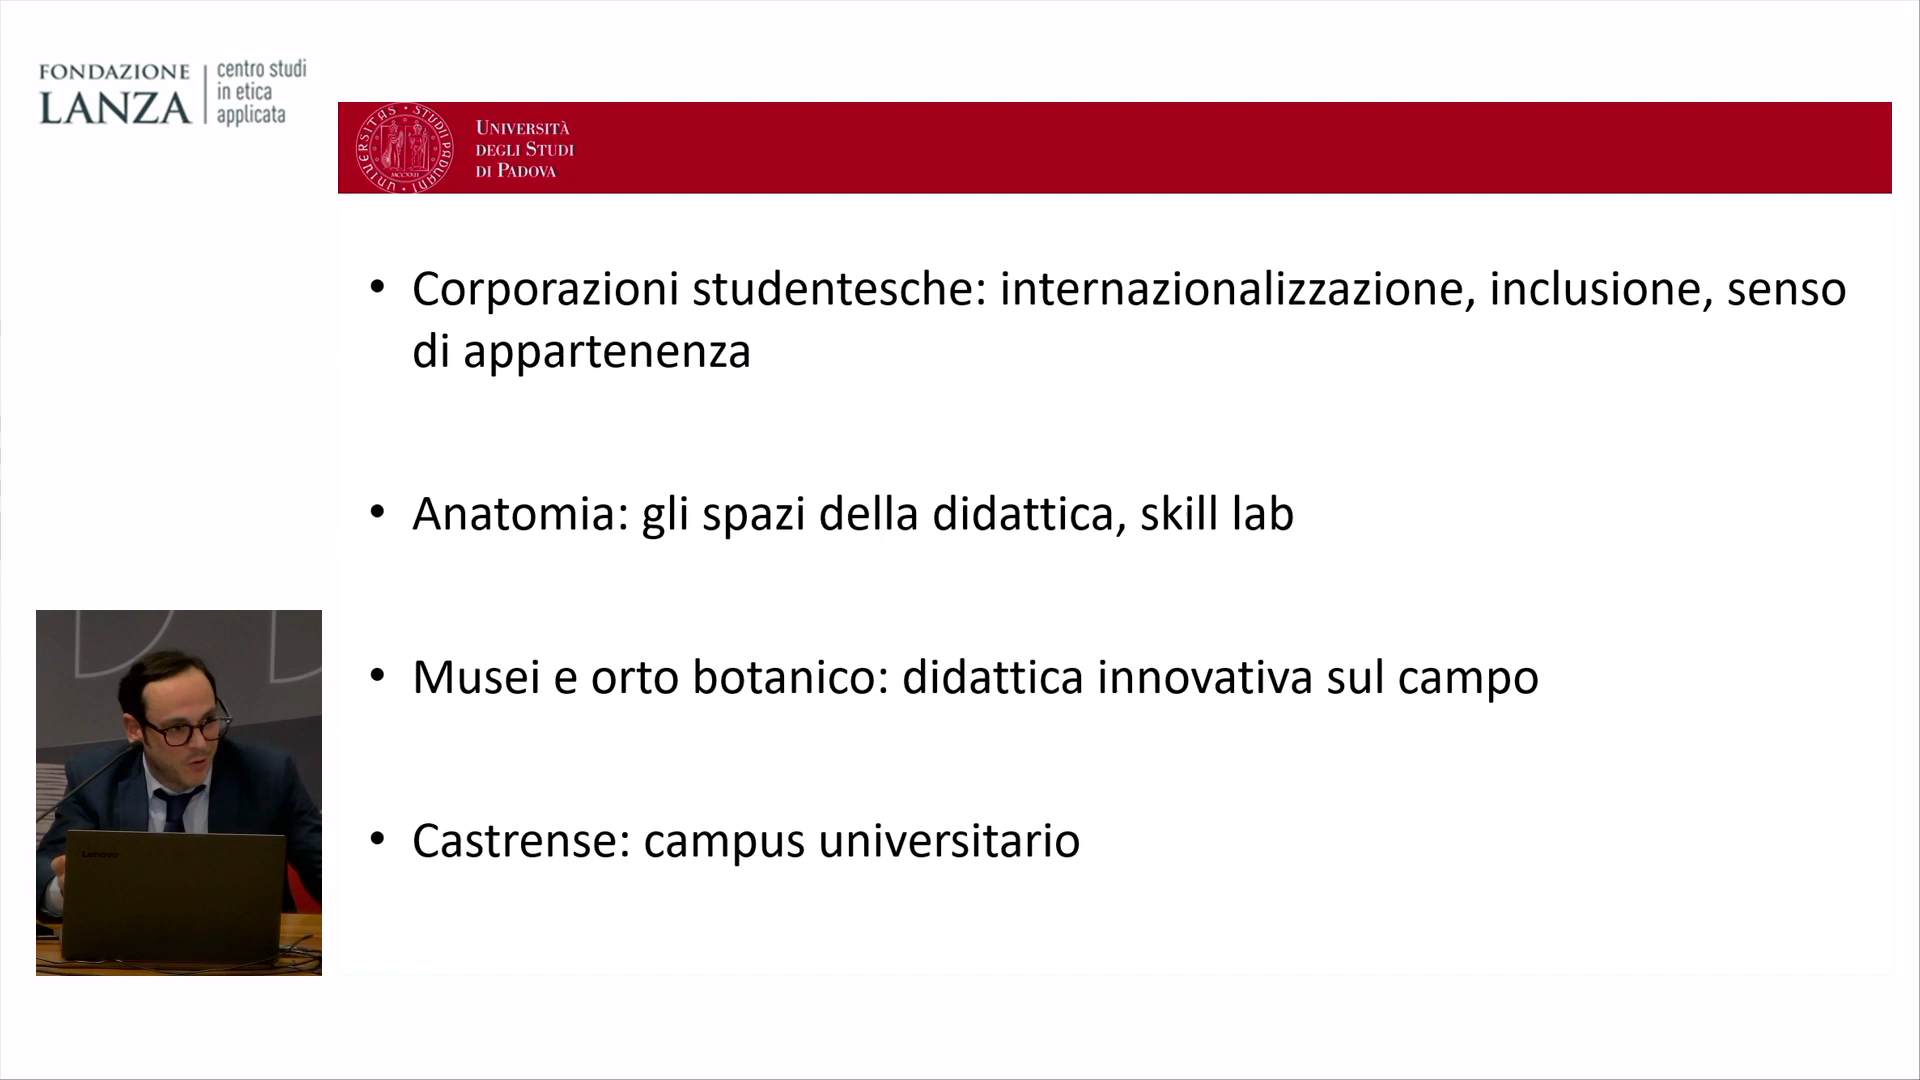 FONDAZIONE
LANZA
centro studi
in etica
applicata
UNIVERSITÀ
DEGLI STUDI
DI PADOVA
• Corporazioni studentesche: internazionalizzazione, inclusione, senso
di appartenenza
• Anatomia: gli spazi della didattica, skill lab
• Musei e orto botanico: didattica innovativa sul campo
• Castrense: campus universitario
Lenovo